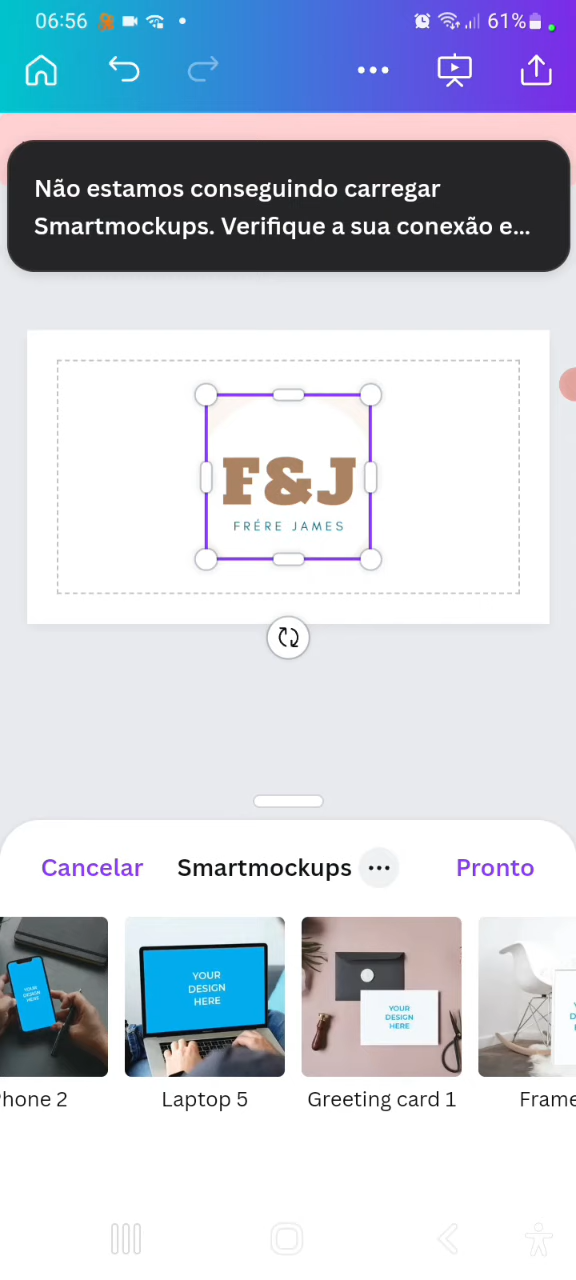 06:56
61%
Não estamos conseguindo carregar
Smartmockups. Verifique a sua conexão e...
F&J
FRÉRE JAMES
Cancelar
Smartmockups
Pronto
YOUR
DESIGN
HERE
YOUR
DESIGN
HERE
YOUR
DESIGN
HERE
hone 2
Laptop 5
Greeting card 1
Frame